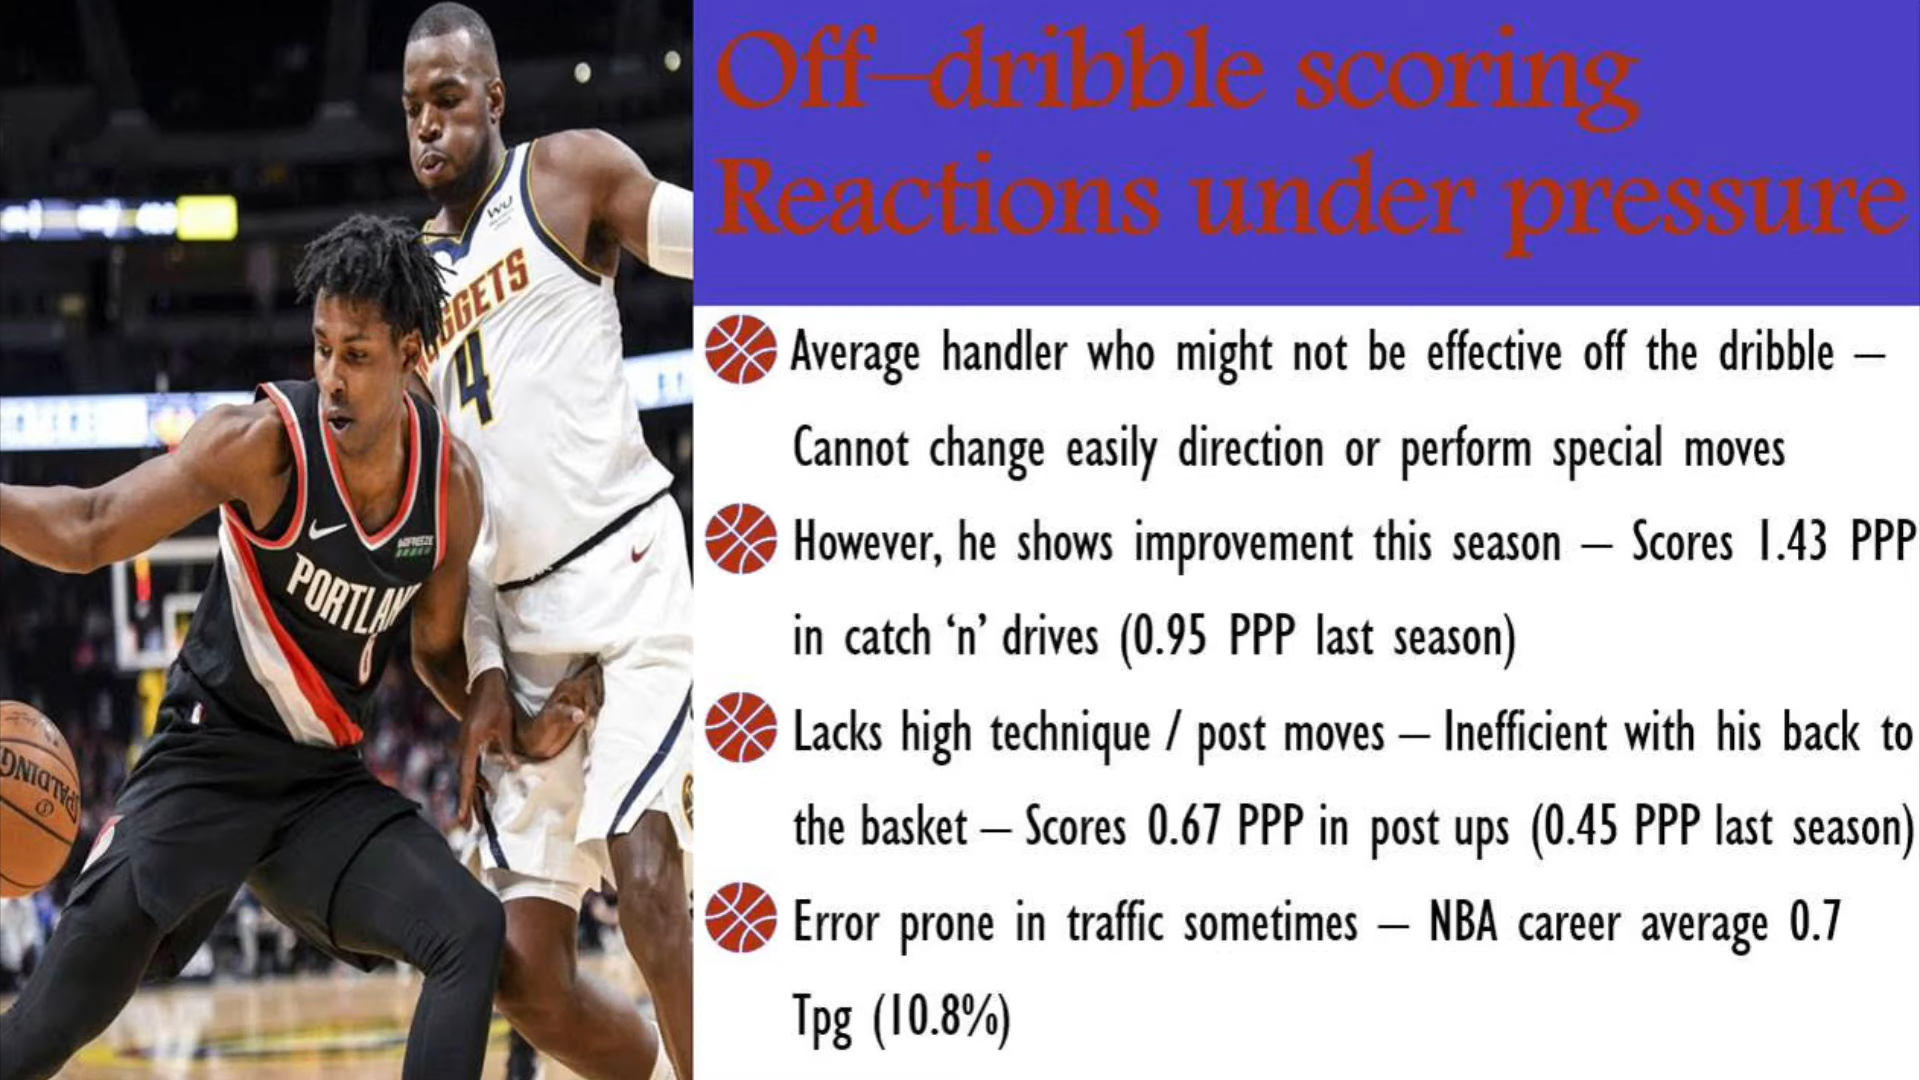 Off–dribble scoring
Reactions under pressure
Average handler who might not be effective off the dribble –
Cannot change easily direction or perform special moves
However, he shows improvement this season – Scores 1.43 PPP
in catch ‘n’ drives (0.95 PPP last season)
Lacks high technique / post moves – Inefficient with his back to
the basket – Scores 0.67 PPP in post ups (0.45 PPP last season)
Error prone in traffic sometimes – NBA career average 0.7
Tpg (10.8%)
WU
GGETS
4
PORTLAN
SPALDING